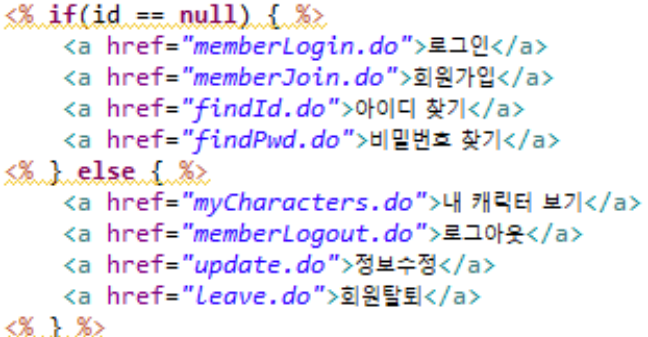 <% if(id == null) { %>
<a href="memberLogin.do">로그인</a>
<a href="memberJoin.do">회원가입</a>
<a href="findId.do">아이디 찾기</a>
<a href="findPwd.do">비밀번호 찾기</a>
<% } else { %>
<a href="myCharacters.do">내 캐릭터 보기</a>
<a href="memberLogout.do">로그아웃</a>
<a href="update.do">정보수정</a>
<a href="leave.do">회원탈퇴</a>
<% } %>